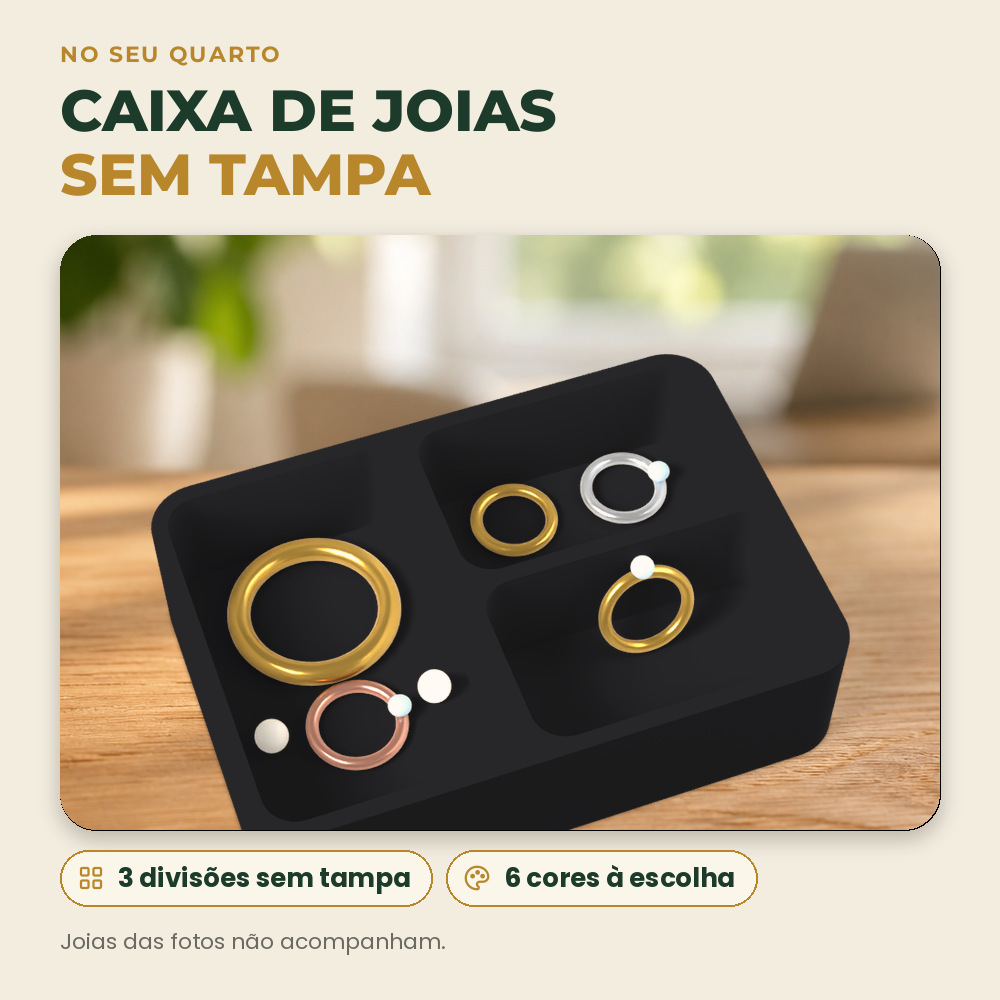 NO SEU QUARTO
CAIXA DE JOIAS
SEM TAMPA
3 divisões sem tampa
6 cores à escolha
Joias das fotos não acompanham.